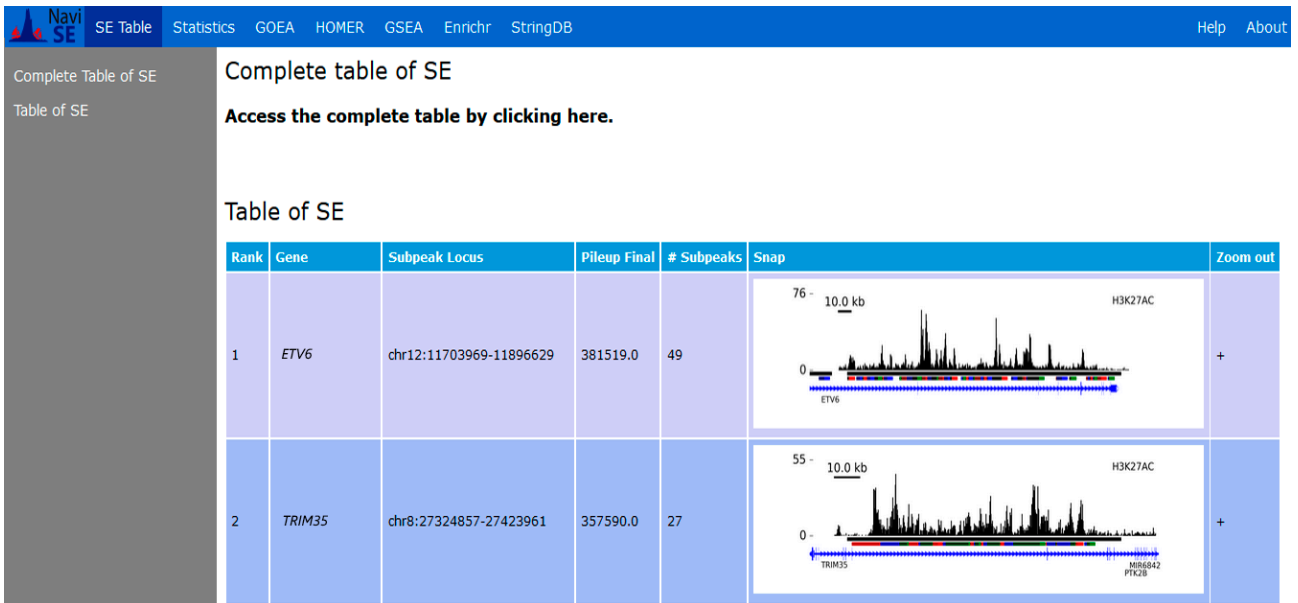 Navi SE SE Table Statistics GOEA HOMER GSEA Enrichr StringDB Help About
Complete Table of SE
Table of SE
Complete table of SE
Access the complete table by clicking here.
Table of SE
Rank Gene Subpeak Locus Pileup Final # Subpeaks Snap Zoom out
1 ETV6 chr12:11703969-11896629 381519.0 49 +
76 -
10.0 kb
H3K27AC
0 -
ETV6
2 TRIM35 chr8:27324857-27423961 357590.0 27 +
55 -
10.0 kb
H3K27AC
0 -
TRIM35
MIR6842
PTK2B